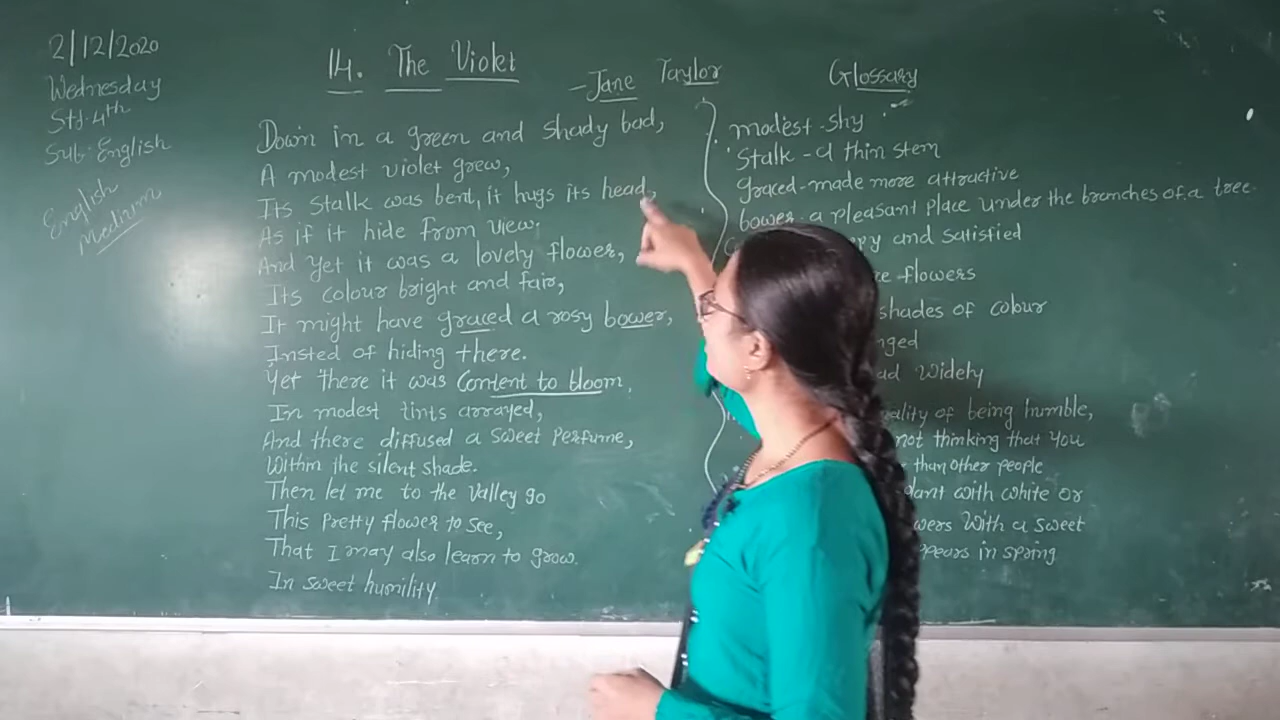 2/12/2020
Wednesday
Std. 4th
Sub: English
English
Medium
14. The Violet
- Jane Taylor
Down in a green and shady bad,
A modest violet grew,
Its stalk was bent, it hugs its head,
As if it hide from view.
And yet it was a lovely flower,
Its colour bright and fair,
It might have graced a rosy bower,
Insted of hiding there.
Yet there it was content to bloom,
In modest tints arrayed,
And there diffused a sweet perfume,
Within the silent shade.
Then let me to the valley go
This pretty flower to see,
That I may also learn to grow.
In sweet humility.
Glossary
modest - shy
Stalk - a thin stem
graced - made more attractive
bower - a pleasant place under the branches of a tree.
and satisfied
flowers
shades of colour
widely
of being humble,
not thinking that you
than other people
with white or
with a sweet
in spring